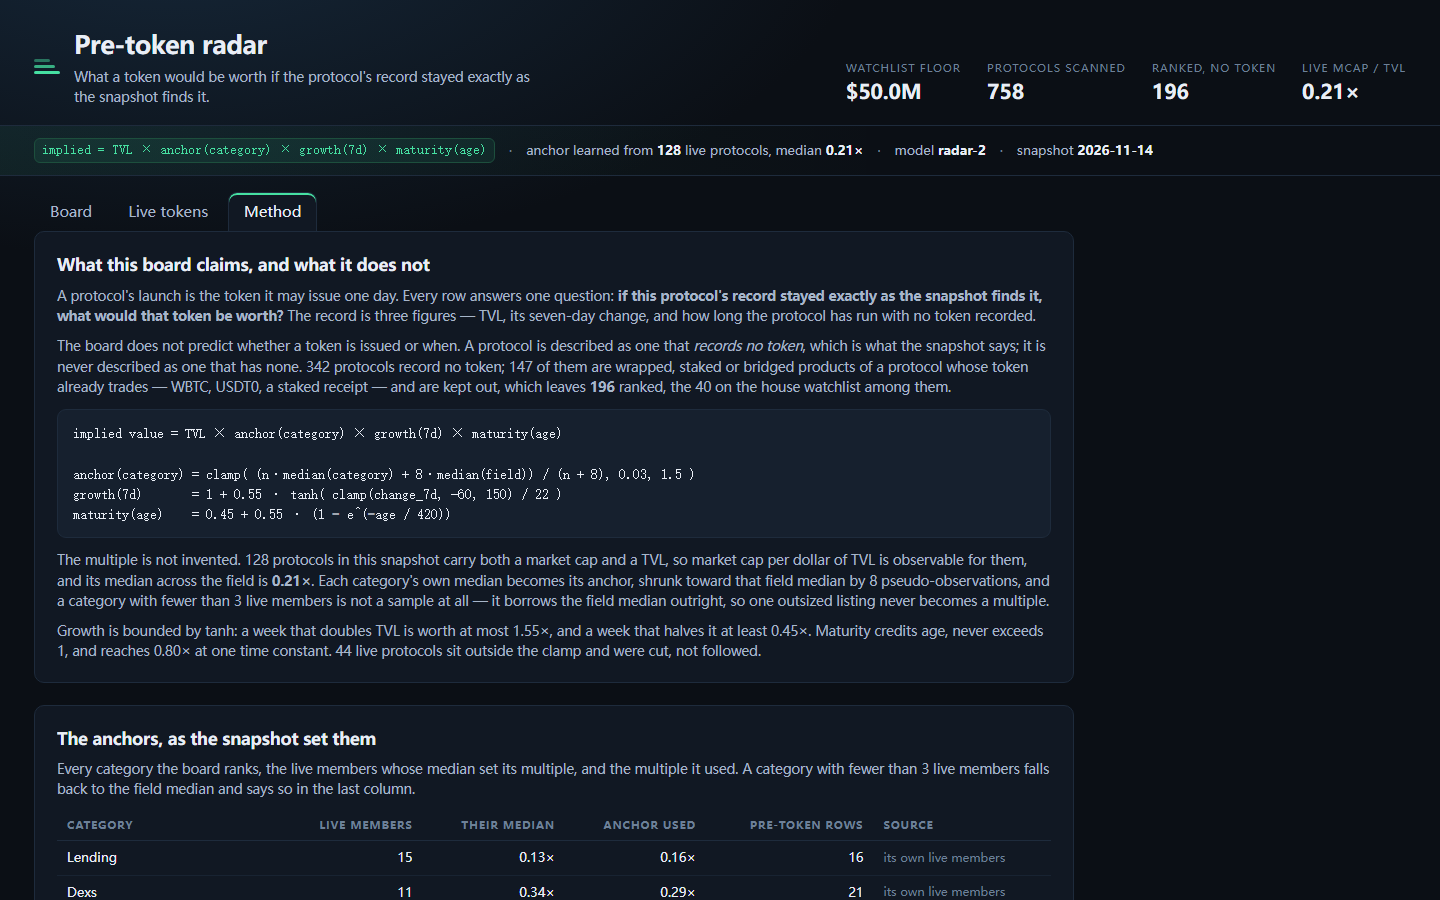 Pre-token radar
What a token would be worth if the protocol's record stayed exactly as
the snapshot finds it.
WATCHLIST FLOOR
$50.0M
PROTOCOLS SCANNED
758
RANKED, NO TOKEN
196
LIVE MCAP / TVL
0.21×
implied = TVL × anchor(category) × growth(7d) × maturity(age) · anchor learned from 128 live protocols, median 0.21× · model radar-2 · snapshot 2026-11-14
Board
Live tokens
Method
What this board claims, and what it does not
A protocol's launch is the token it may issue one day. Every row answers one question: if this protocol's record stayed exactly as the snapshot finds it,
what would that token be worth? The record is three figures — TVL, its seven-day change, and how long the protocol has run with no token recorded.
The board does not predict whether a token is issued or when. A protocol is described as one that records no token, which is what the snapshot says; it is
never described as one that has none. 342 protocols record no token; 147 of them are wrapped, staked or bridged products of a protocol whose token
already trades — WBTC, USDT0, a staked receipt — and are kept out, which leaves 196 ranked, the 40 on the house watchlist among them.
implied value = TVL × anchor(category) × growth(7d) × maturity(age)
anchor(category) = clamp( (n·median(category) + 8·median(field)) / (n + 8), 0.03, 1.5 )
growth(7d) = 1 + 0.55 · tanh( clamp(change_7d, −60, 150) / 22 )
maturity(age) = 0.45 + 0.55 · (1 − e^(−age / 420))
The multiple is not invented. 128 protocols in this snapshot carry both a market cap and a TVL, so market cap per dollar of TVL is observable for them,
and its median across the field is 0.21×. Each category's own median becomes its anchor, shrunk toward that field median by 8 pseudo-observations, and
a category with fewer than 3 live members is not a sample at all — it borrows the field median outright, so one outsized listing never becomes a multiple.
Growth is bounded by tanh: a week that doubles TVL is worth at most 1.55×, and a week that halves it at least 0.45×. Maturity credits age, never exceeds
1, and reaches 0.80× at one time constant. 44 live protocols sit outside the clamp and were cut, not followed.
The anchors, as the snapshot set them
Every category the board ranks, the live members whose median set its multiple, and the multiple it used. A category with fewer than 3 live members falls
back to the field median and says so in the last column.
CATEGORY LIVE MEMBERS THEIR MEDIAN ANCHOR USED PRE-TOKEN ROWS SOURCE
Lending 15 0.13× 0.16× 16 its own live members
Dexs 11 0.34× 0.29× 21 its own live members